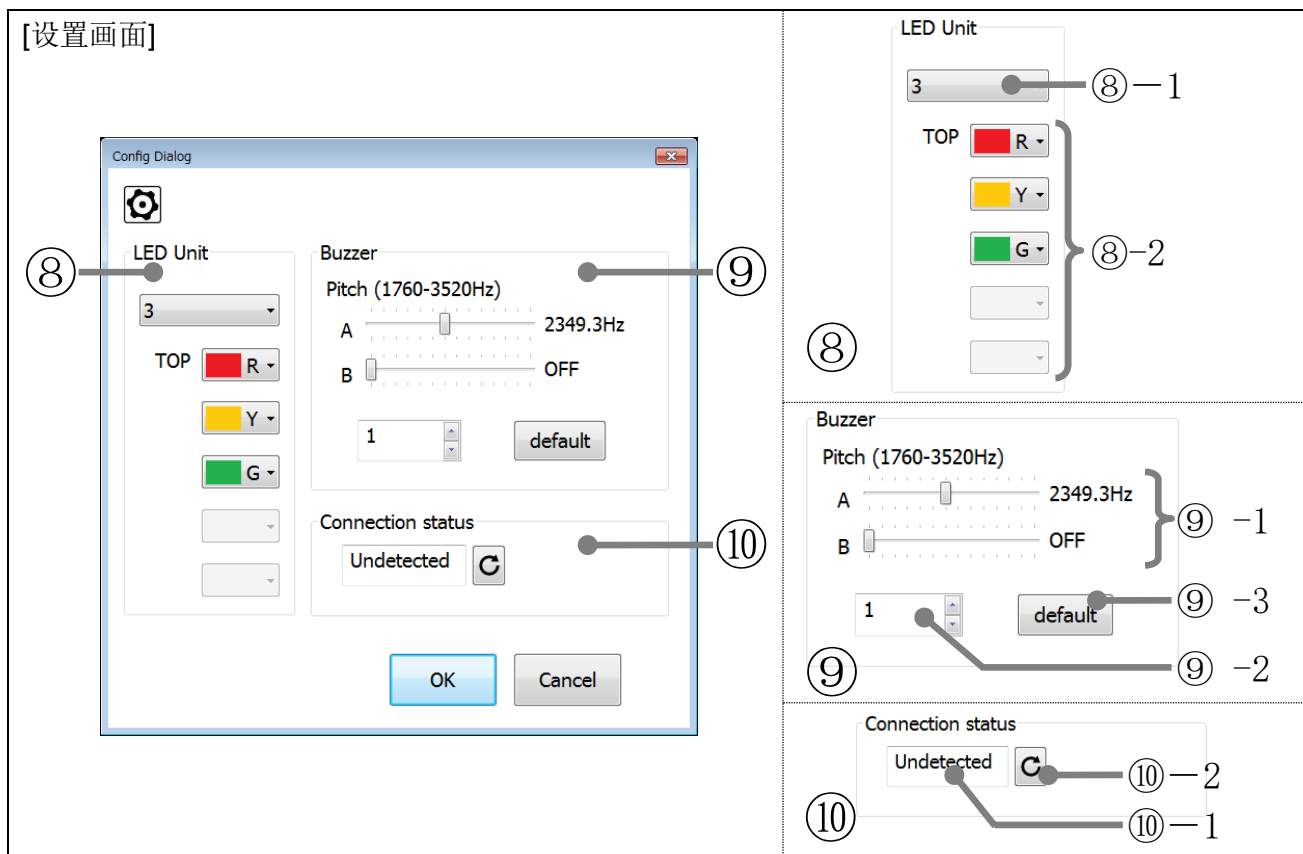 [设置画面]
Config Dialog
⑧
LED Unit
3
TOP
R
Y
G
Buzzer
⑨
Pitch (1760-3520Hz)
A
2349.3Hz
B
OFF
1
default
Connection status
⑩
Undetected
OK
Cancel
LED Unit
3
⑧－1
TOP
R
Y
G
⑧-2
⑧
Buzzer
Pitch (1760-3520Hz)
A
2349.3Hz
B
OFF
⑨ -1
1
default
⑨ -3
⑨ -2
⑨
Connection status
Undetected
⑩－2
⑩－1
⑩